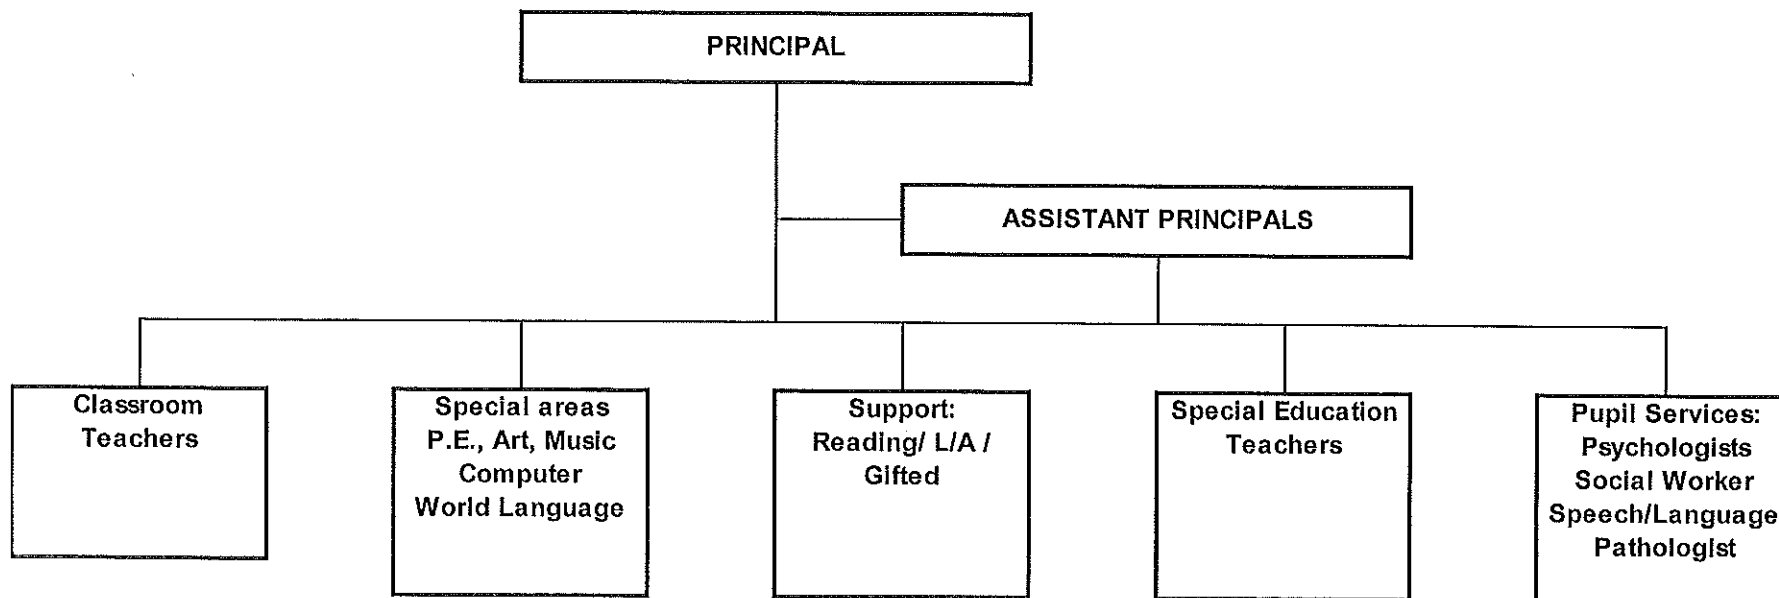 PRINCIPAL
ASSISTANT PRINCIPALS
Classroom
Teachers
Special areas
P.E., Art, Music
Computer
World Language
Support:
Reading/ L/A /
Gifted
Special Education
Teachers
Pupil Services:
Psychologists
Social Worker
Speech/Language
Pathologist